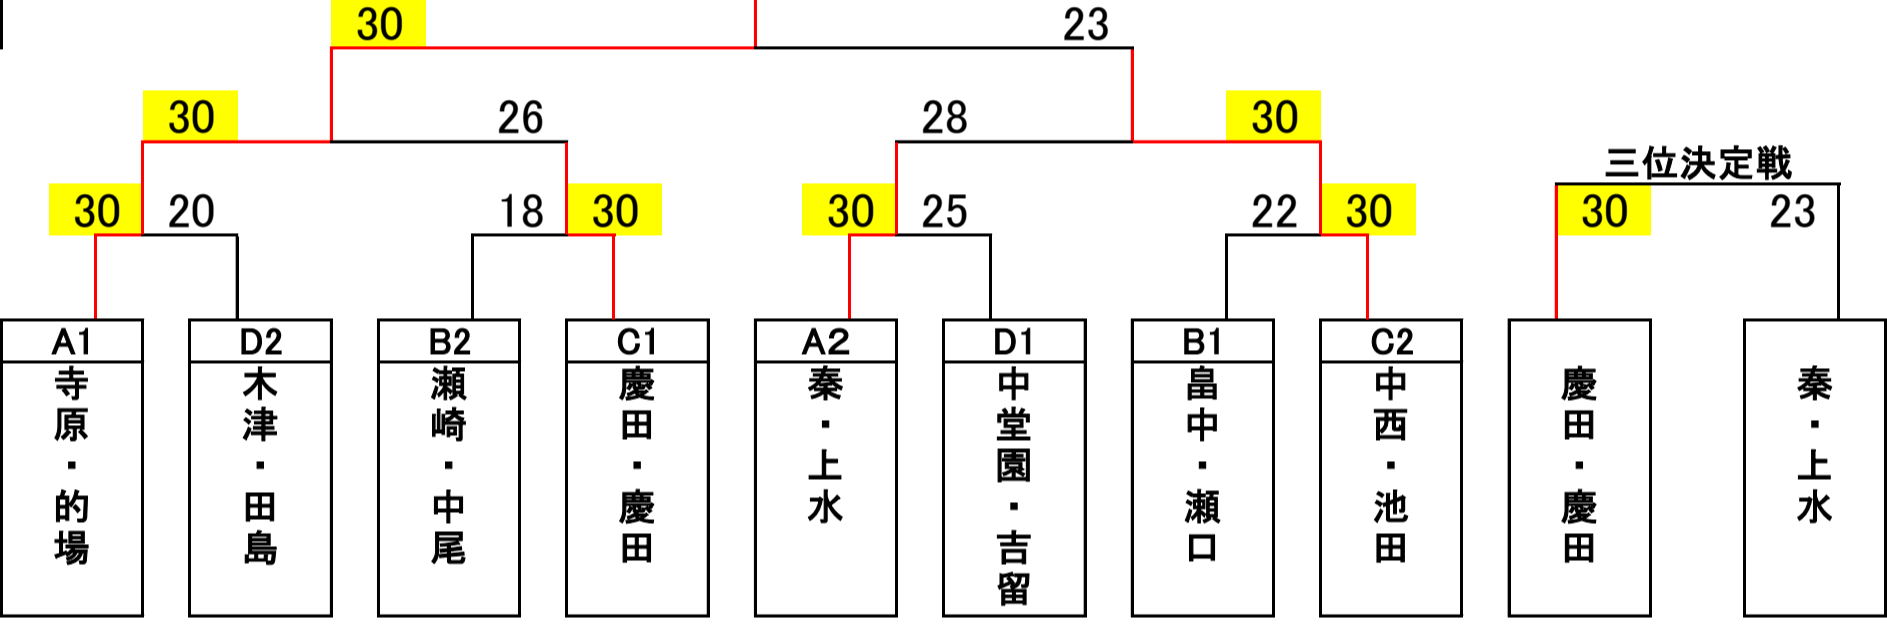 30 23
30 26 28 30
三位決定戦
30 20 18 30 30 25 22 30 30 23
A1 D2 B2 C1 A2 D1 B1 C2
寺原・的場
木津・田島
瀬崎・中尾
慶田・慶田
秦・上水
中堂園・吉留
畠中・瀬口
中西・池田
慶田・慶田
秦・上水